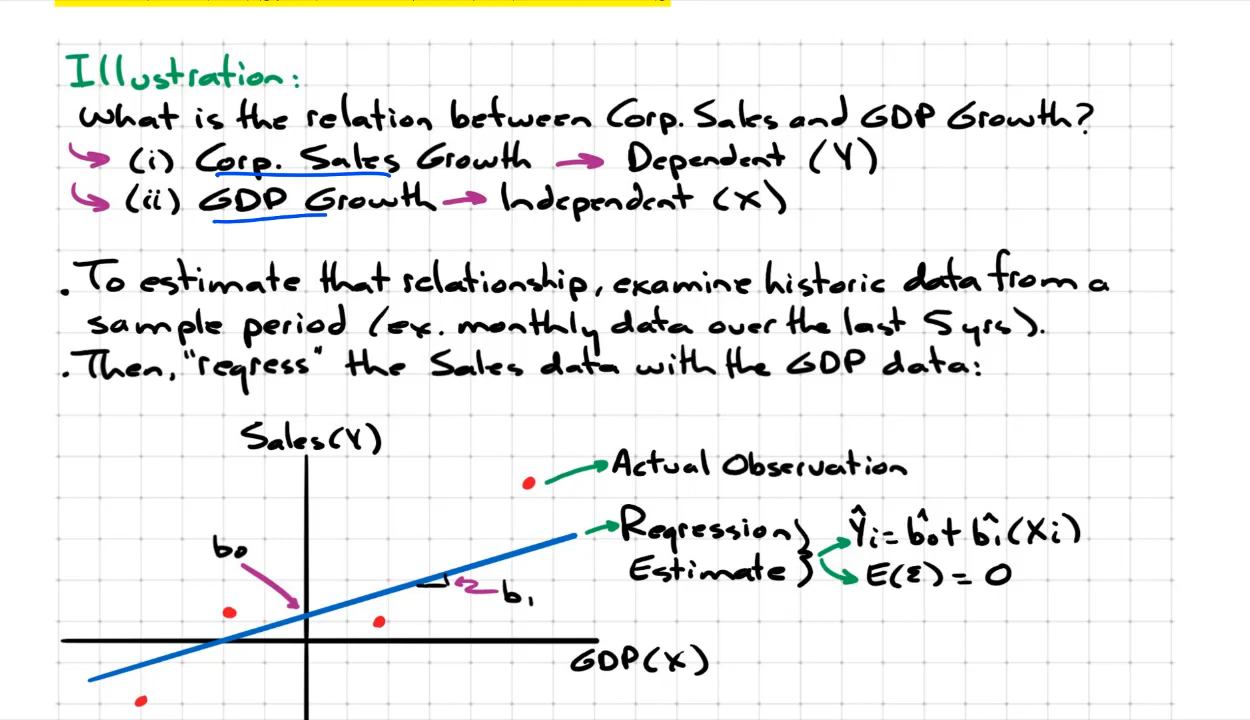 Illustration:
What is the relation between Corp. Sales and GDP Growth?
(i) Corp. Sales Growth → Dependent (Y)
(ii) GDP Growth → Independent (X)
. To estimate that relationship, examine historic data from a
sample period (ex. monthly data over the last 5 yrs).
. Then, "regress" the Sales data with the GDP data:
Sales (Y)
Actual Observation
Regression
Estimate
Ŷi = b̂0 + b̂1 (Xi)
E(ε) = 0
b0
b1
GDP (X)